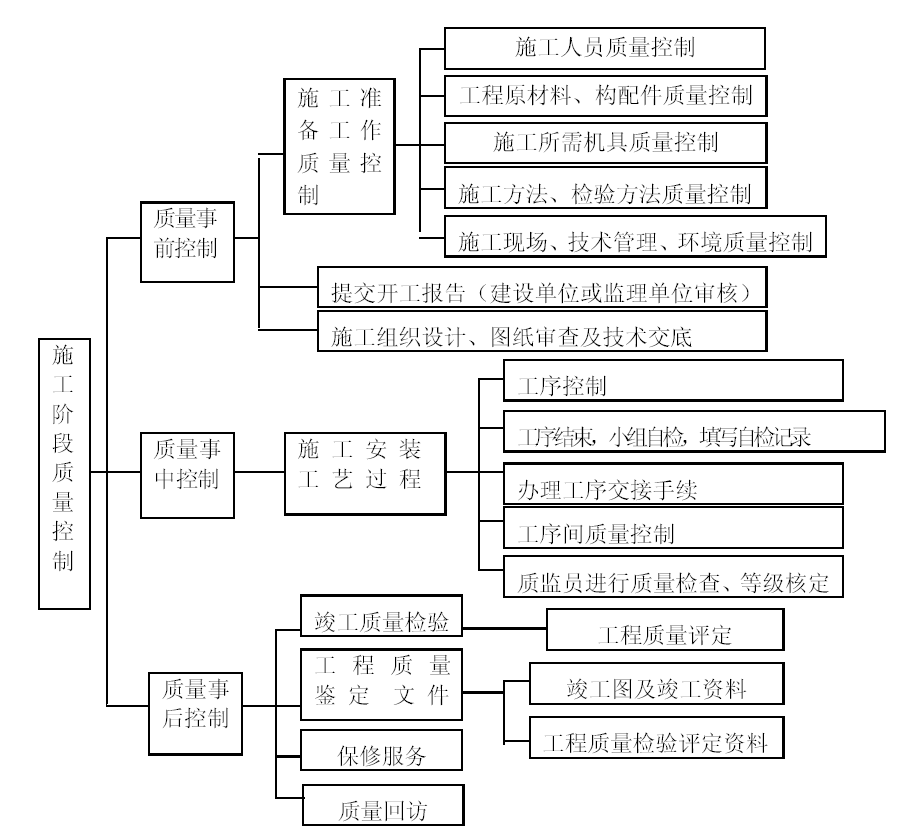 施工阶段质量控制
质量事
前控制
施工准
备工作
质量控
制
施工人员质量控制
工程原材料、构配件质量控制
施工所需机具质量控制
施工方法、检验方法质量控制
施工现场、技术管理、环境质量控制
提交开工报告（建设单位或监理单位审核）
施工组织设计、图纸审查及技术交底
质量事
中控制
施工安装
工艺过程
工序控制
工序结束，小组自检，填写自检记录
办理工序交接手续
工序间质量控制
质监员进行质量检查、等级核定
质量事
后控制
竣工质量检验
工程质量评定
工程质量
鉴定 文件
竣工图及竣工资料
工程质量检验评定资料
保修服务
质量回访